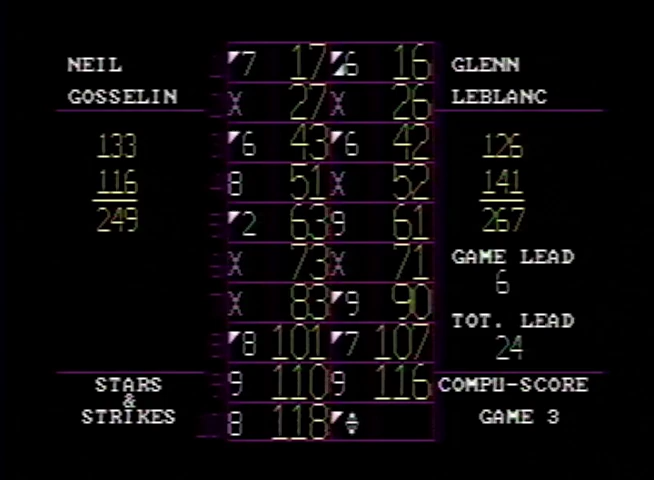 NEIL 7 17 6 16 GLENN
GOSSELIN X 27 X 26 LEBLANC
133 6 43 6 42 126
116 8 51 X 52 141
249 2 63 9 61 267
X 73 X 71 GAME LEAD
6
X 83 9 90
TOT. LEAD
8 101 7 107 24
STARS 9 110 9 116 COMPU-SCORE
&
STRIKES 8 118 GAME 3